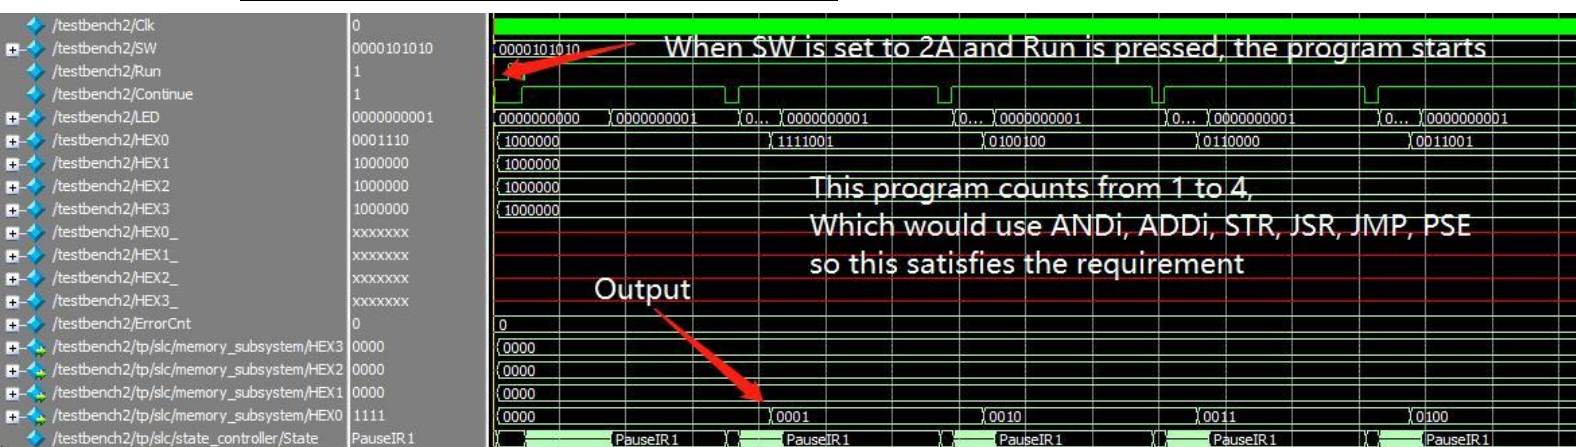 /testbench2/Clk 0
/testbench2/SW 0000101010 0000101010 When SW is set to 2A and Run is pressed, the program starts
/testbench2/Run 1
/testbench2/Continue 1
/testbench2/LED 0000000001 0000000000 0000000001 0... 0000000001 0... 0000000001 0... 0000000001 0... 0000000001
/testbench2/HEX0 0001110 1000000 1111001 0100100 0110000 0011001
/testbench2/HEX1 1000000 1000000
/testbench2/HEX2 1000000 1000000 This program counts from 1 to 4,
/testbench2/HEX3 1000000 1000000
/testbench2/HEX0_ xxxxxxx Which would use ANDi, ADDi, STR, JSR, JMP, PSE
/testbench2/HEX1_ xxxxxxx so this satisfies the requirement
/testbench2/HEX2_ xxxxxxx Output
/testbench2/HEX3_ xxxxxxx
/testbench2/ErrorCnt 0 0
/testbench2/tp/slc/memory_subsystem/HEX3 0000 0000
/testbench2/tp/slc/memory_subsystem/HEX2 0000 0000
/testbench2/tp/slc/memory_subsystem/HEX1 0000 0000
/testbench2/tp/slc/memory_subsystem/HEX0 1111 0000 0001 0010 0011 0100
/testbench2/tp/slc/state_controller/State PauseIR1 PauseIR1 PauseIR1 PauseIR1 PauseIR1 PauseIR1